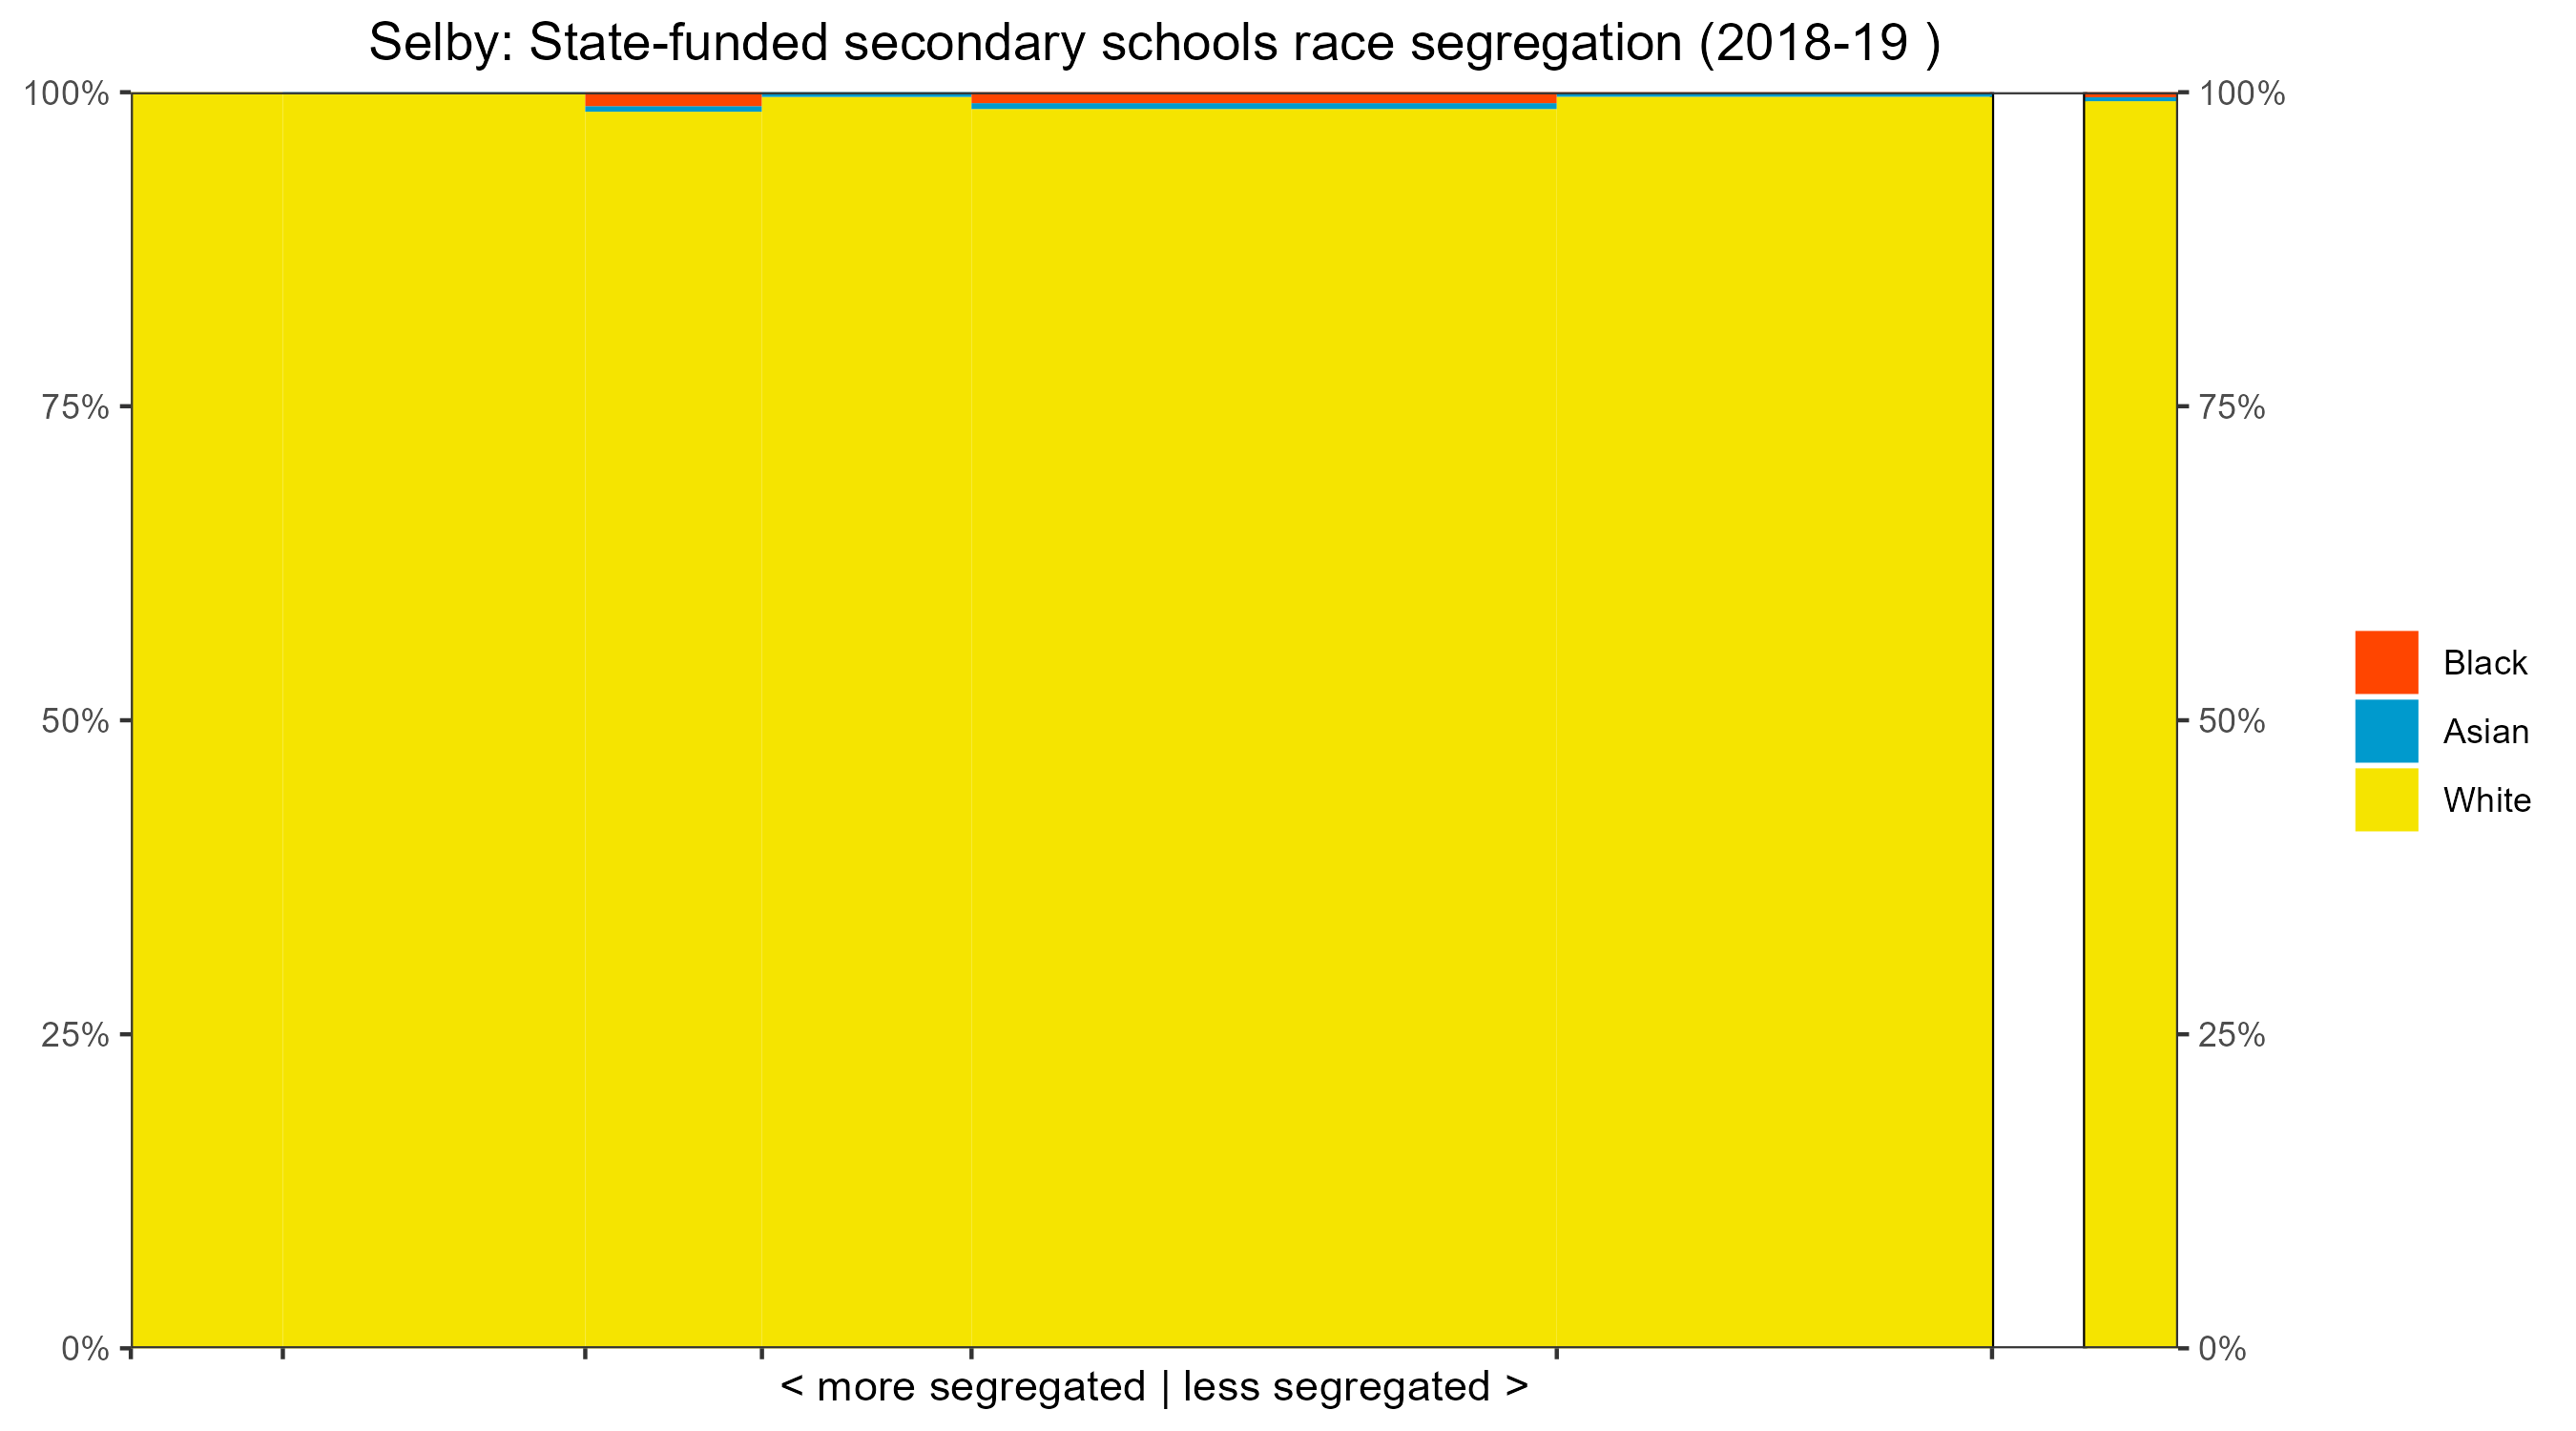 Selby: State-funded secondary schools race segregation (2018-19 )
100%
75%
50%
25%
0%
100%
75%
50%
25%
0%
< more segregated | less segregated >
Black
Asian
White